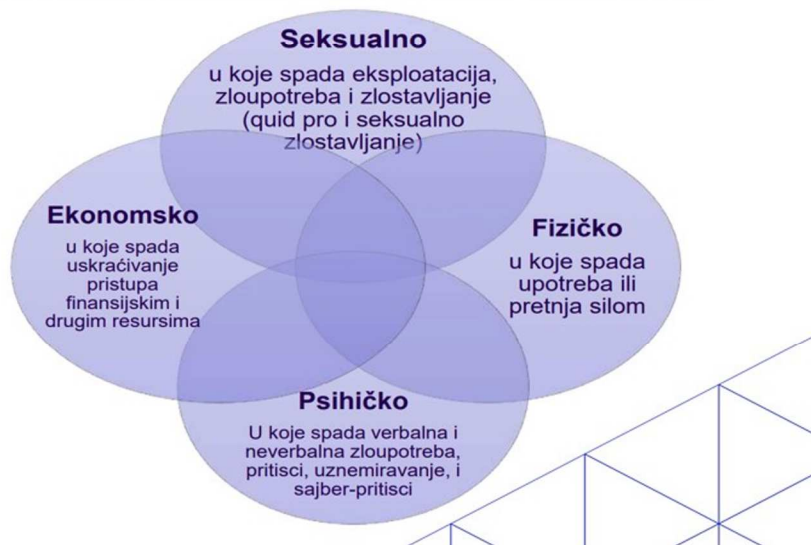 Seksualno
u koje spada eksploatacija,
zloupotreba i zlostavljanje
(quid pro i seksualno
zlostavljanje)
Ekonomsko
u koje spada
uskraćivanje
pristupa
finansijskim i
drugim resursima
Fizičko
u koje spada
upotreba ili
pretnja silom
Psihičko
U koje spada verbalna i
neverbalna zloupotreba,
pritisci, uznemiravanje, i
sajber-pritisci